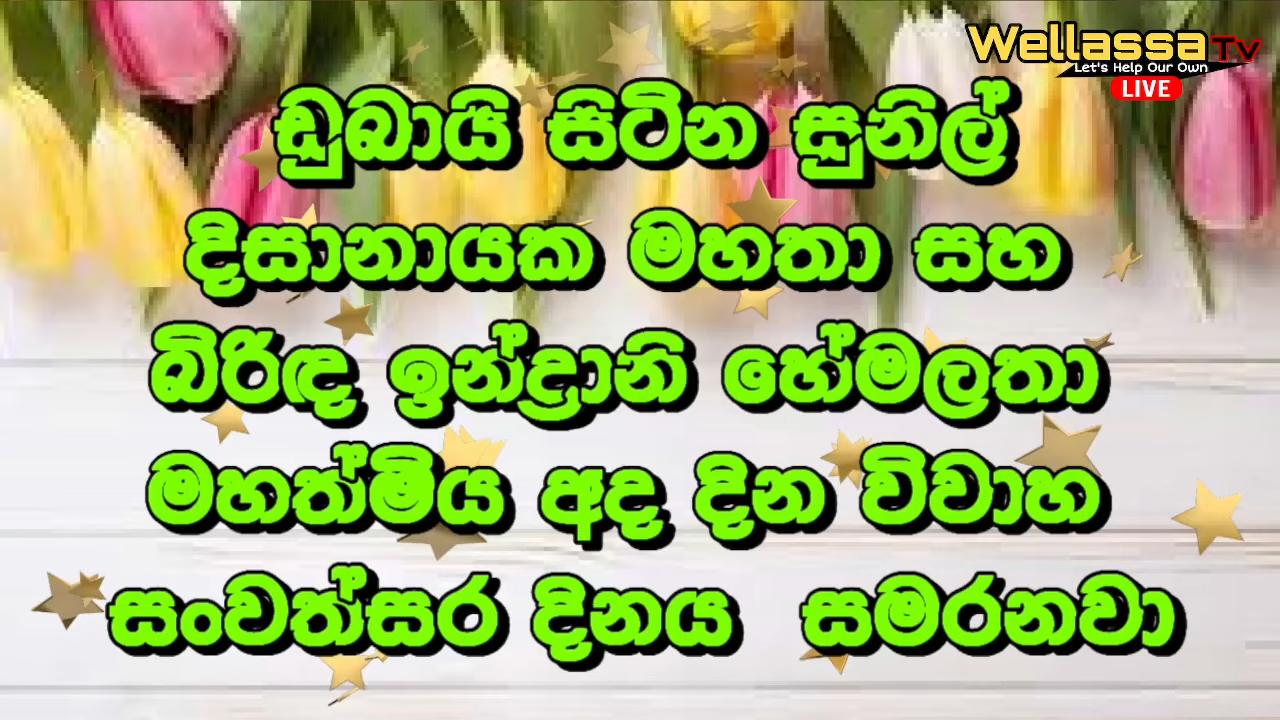 Wellassa Tv
Let's Help Our Own
LIVE
ඩුබායි සිටින සුනිල්
දිසානායක මහතා සහ
බිරිඳ ඉන්ද්‍රානි හේමලතා
මහත්මිය අද දින විවාහ
සංවත්සර දිනය සමරනවා